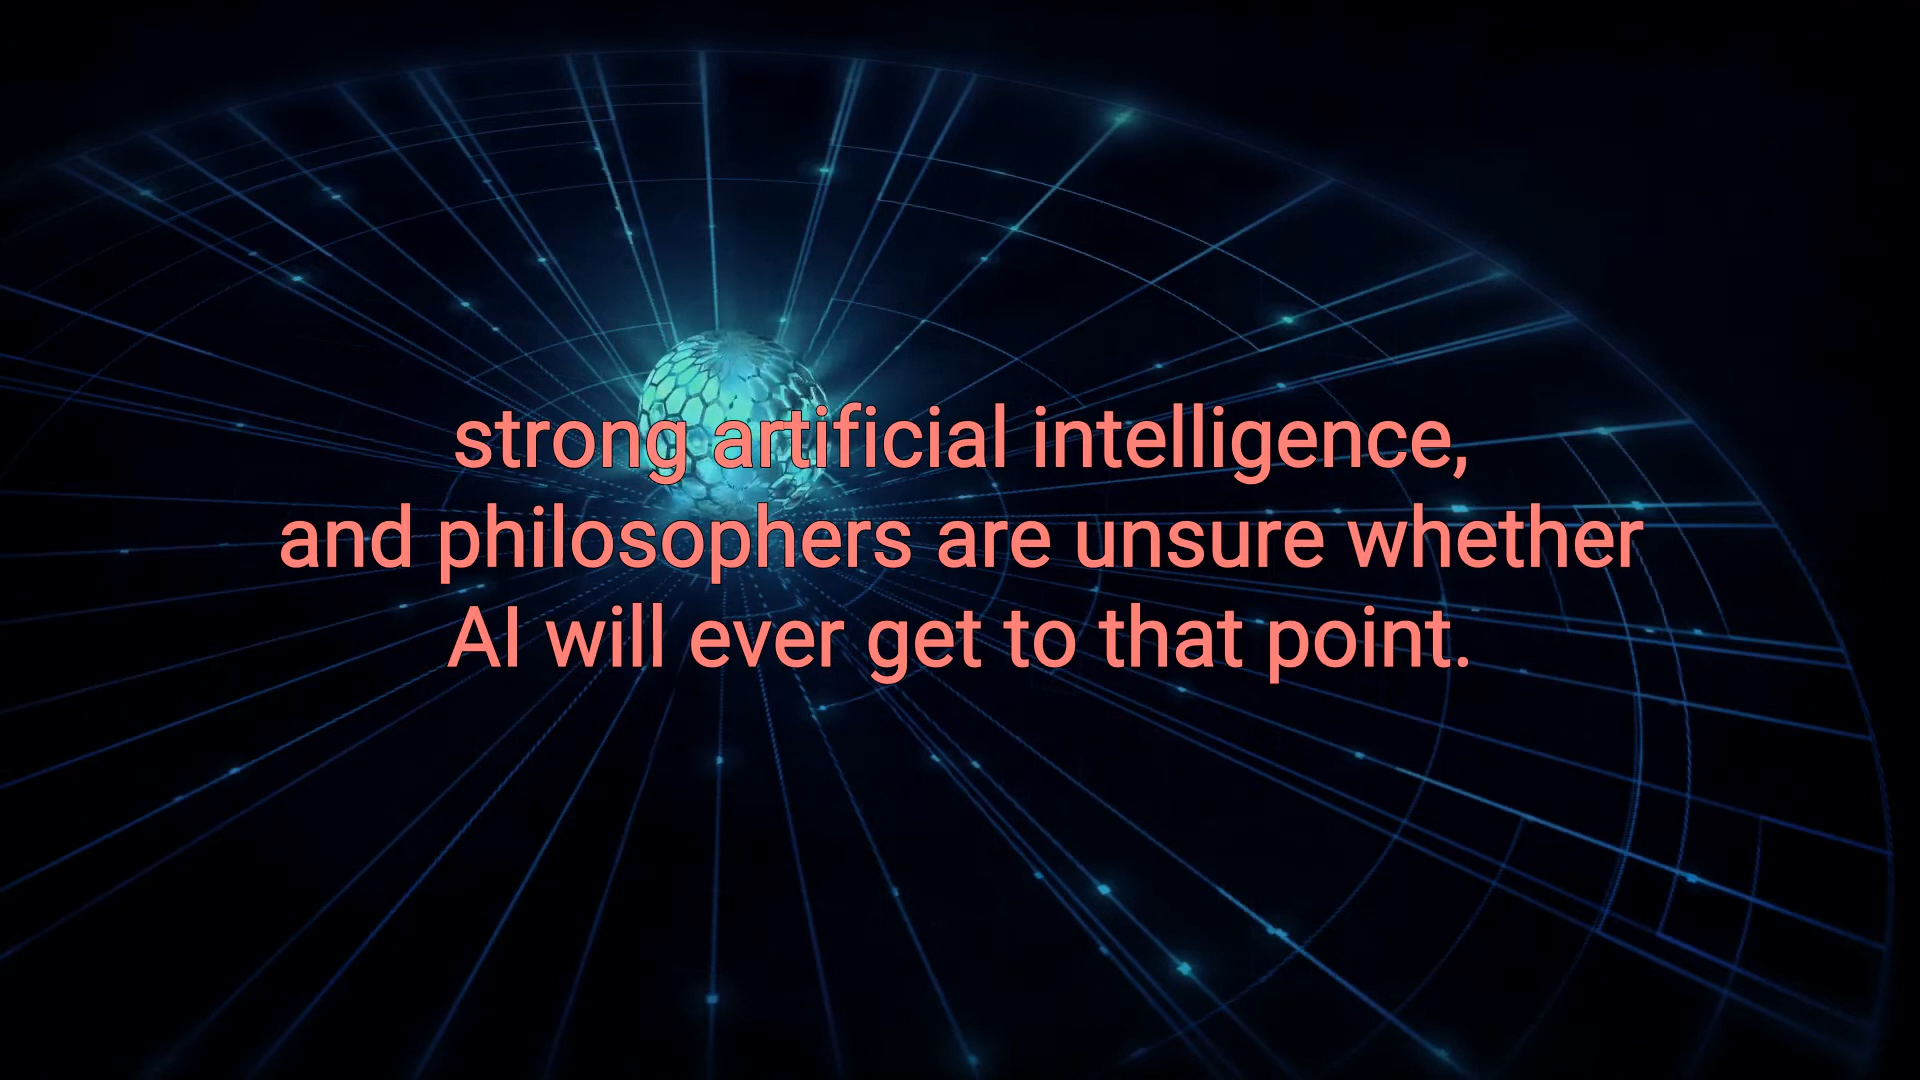 strong artificial intelligence,
and philosophers are unsure whether
AI will ever get to that point.